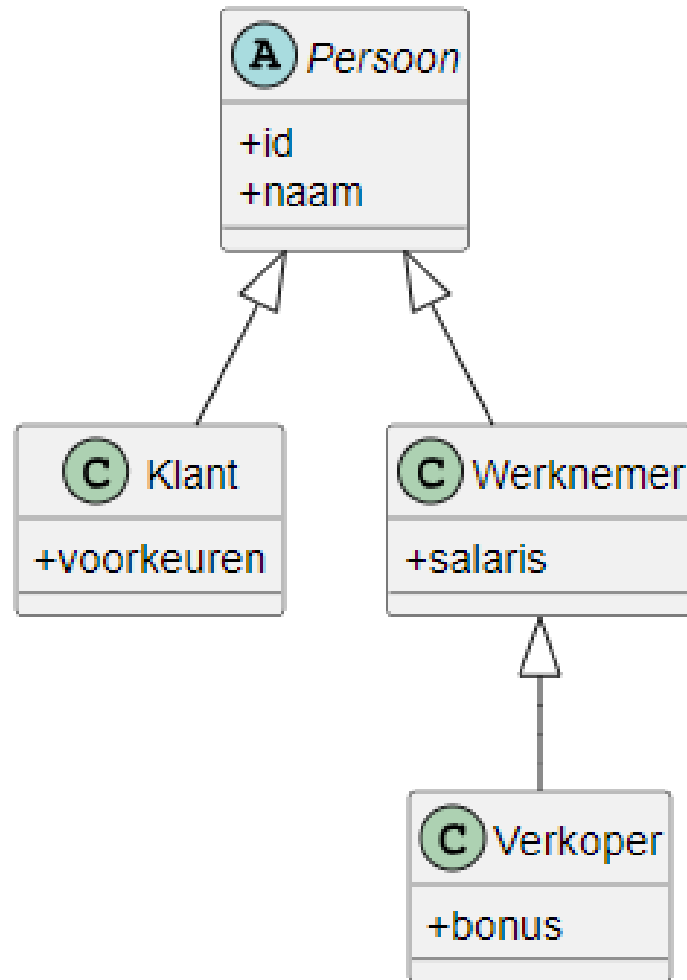 A Persoon
+id
+naam
C Klant
+voorkeuren
C Werknemer
+salaris
C Verkoper
+bonus